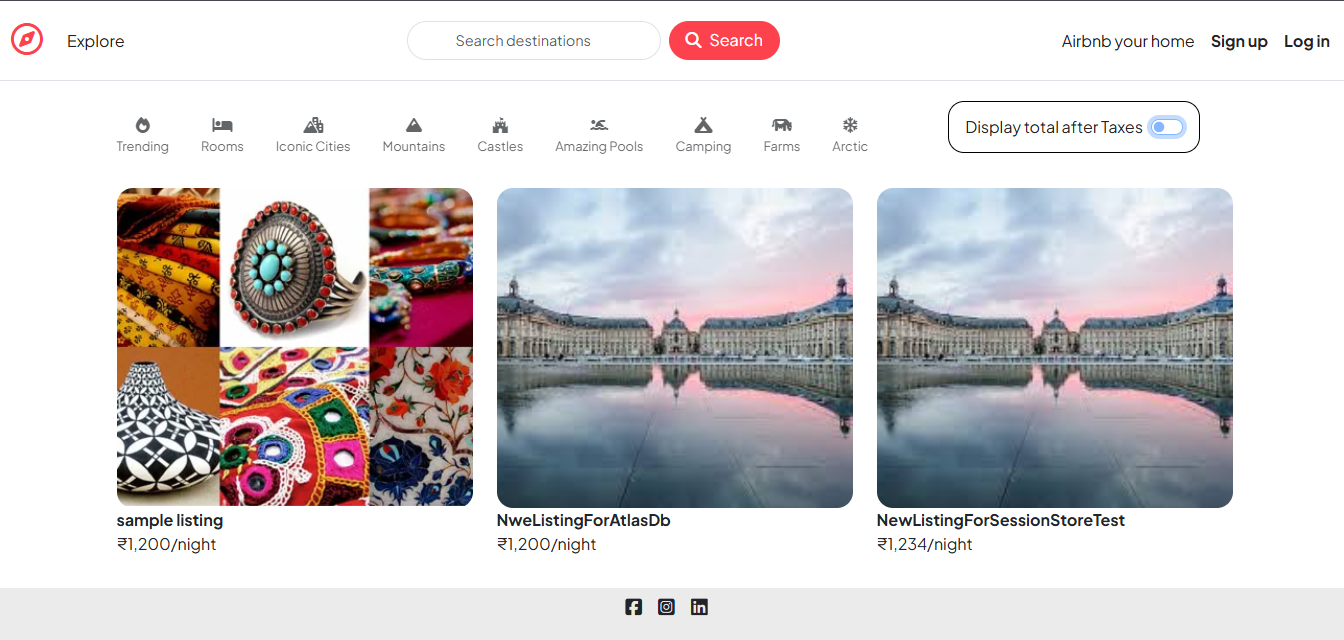 Explore
Search destinations
Search
Airbnb your home
Sign up
Log in
Trending
Rooms
Iconic Cities
Mountains
Castles
Amazing Pools
Camping
Farms
Arctic
Display total after Taxes
sample listing
₹1,200/night
NweListingForAtlasDb
₹1,200/night
NewListingForSessionStoreTest
₹1,234/night